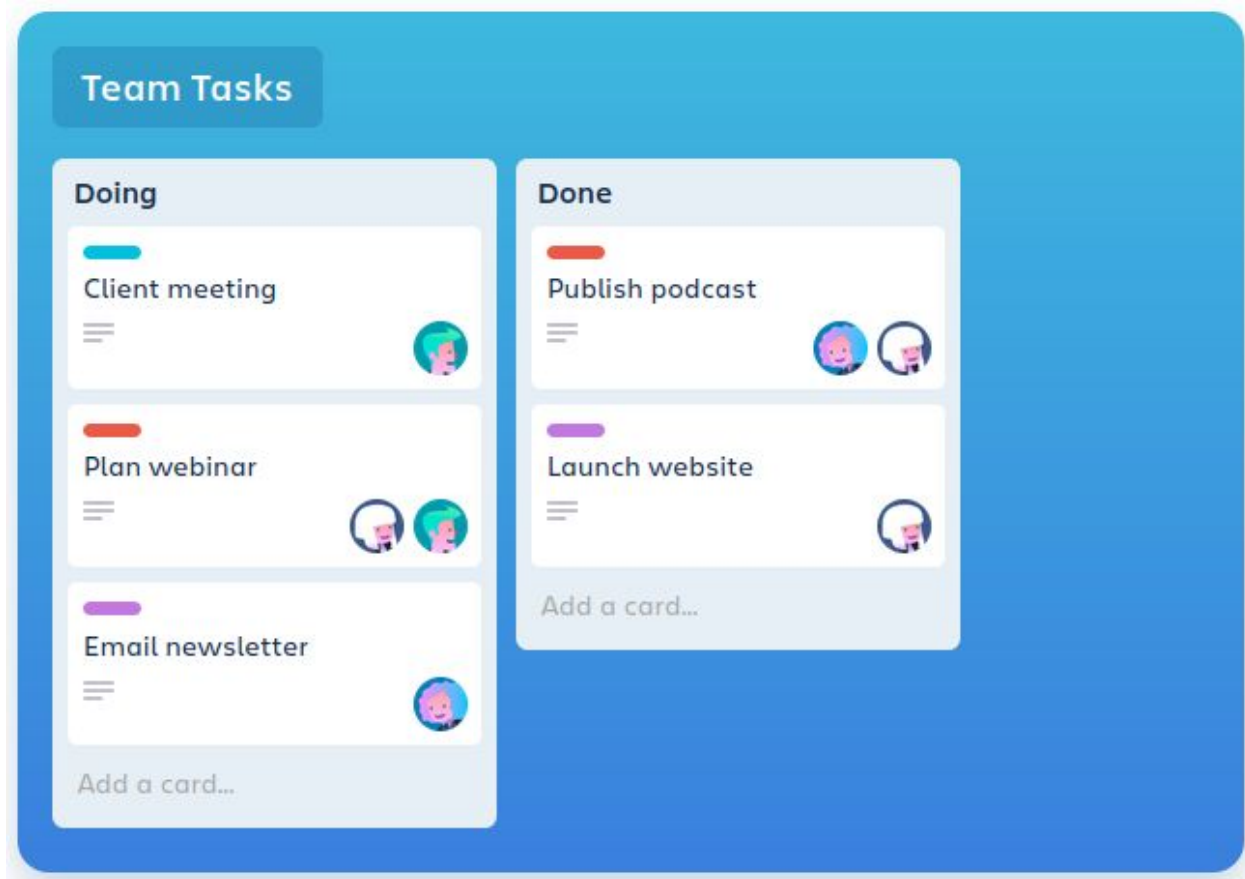 Team Tasks
Doing
Client meeting
Plan webinar
Email newsletter
Add a card...
Done
Publish podcast
Launch website
Add a card...